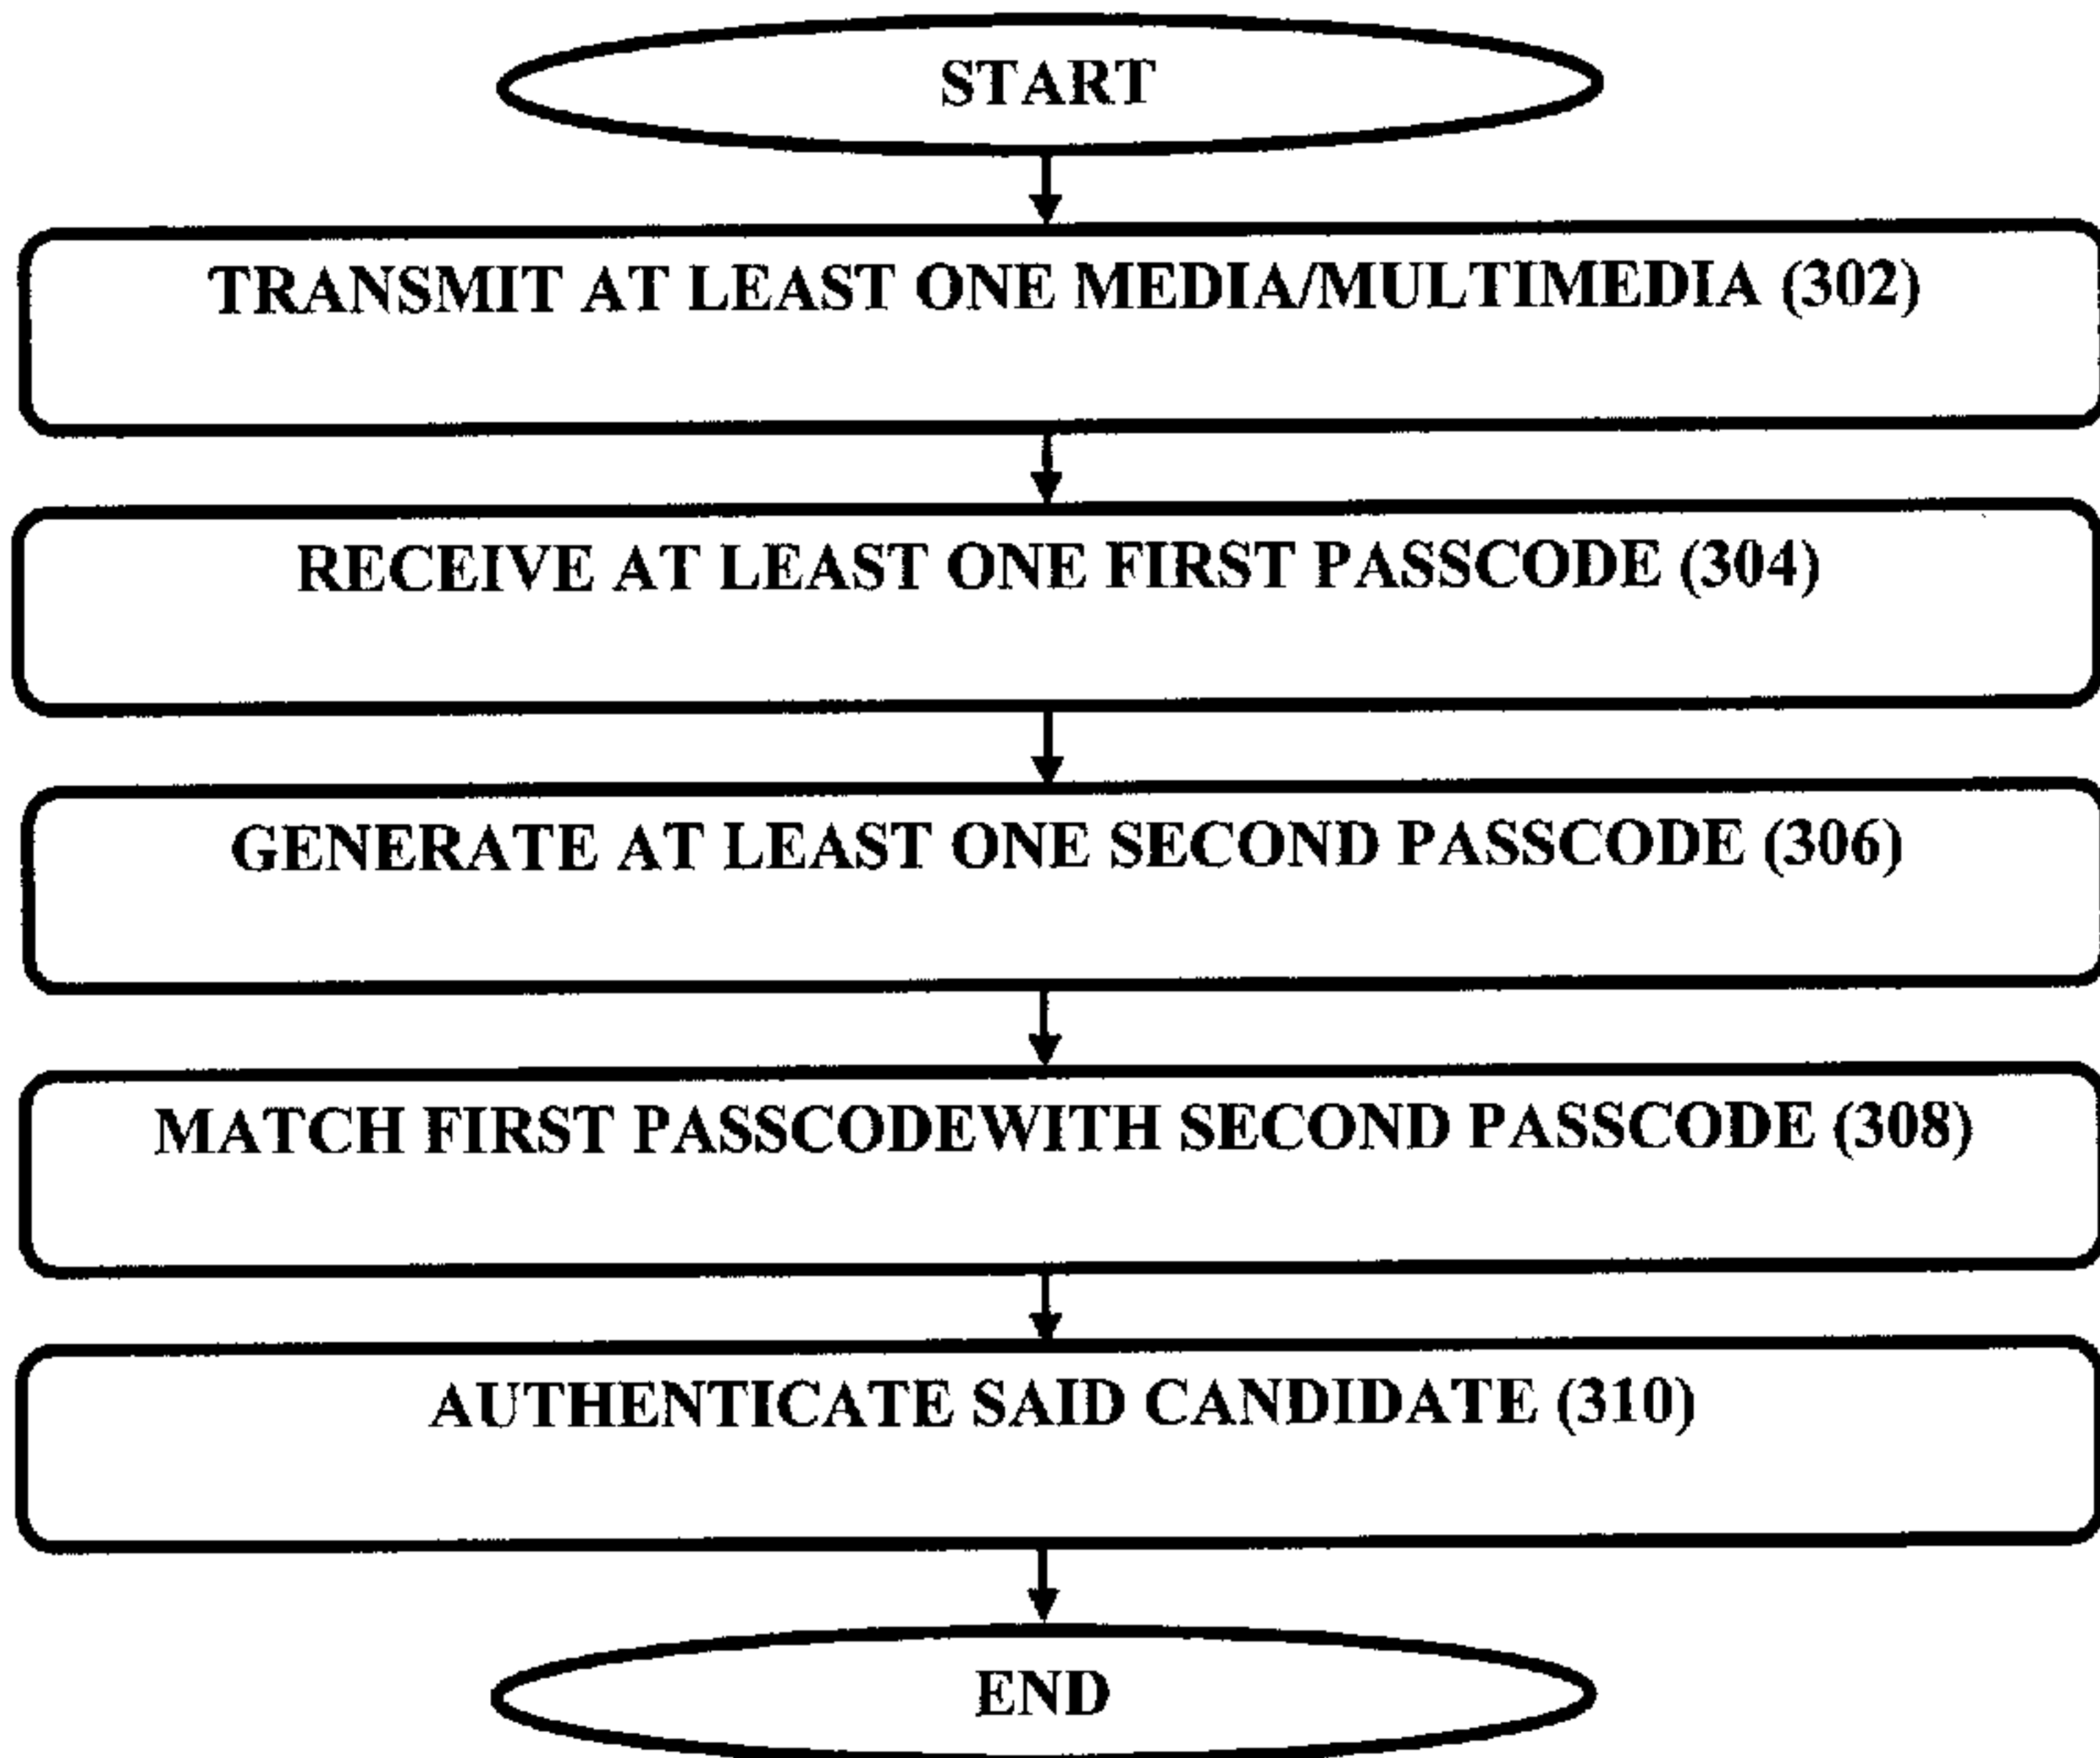 START
TRANSMIT AT LEAST ONE MEDIA/MULTIMEDIA (302)
RECEIVE AT LEAST ONE FIRST PASSCODE (304)
GENERATE AT LEAST ONE SECOND PASSCODE (306)
MATCH FIRST PASSCODEWITH SECOND PASSCODE (308)
AUTHENTICATE SAID CANDIDATE (310)
END